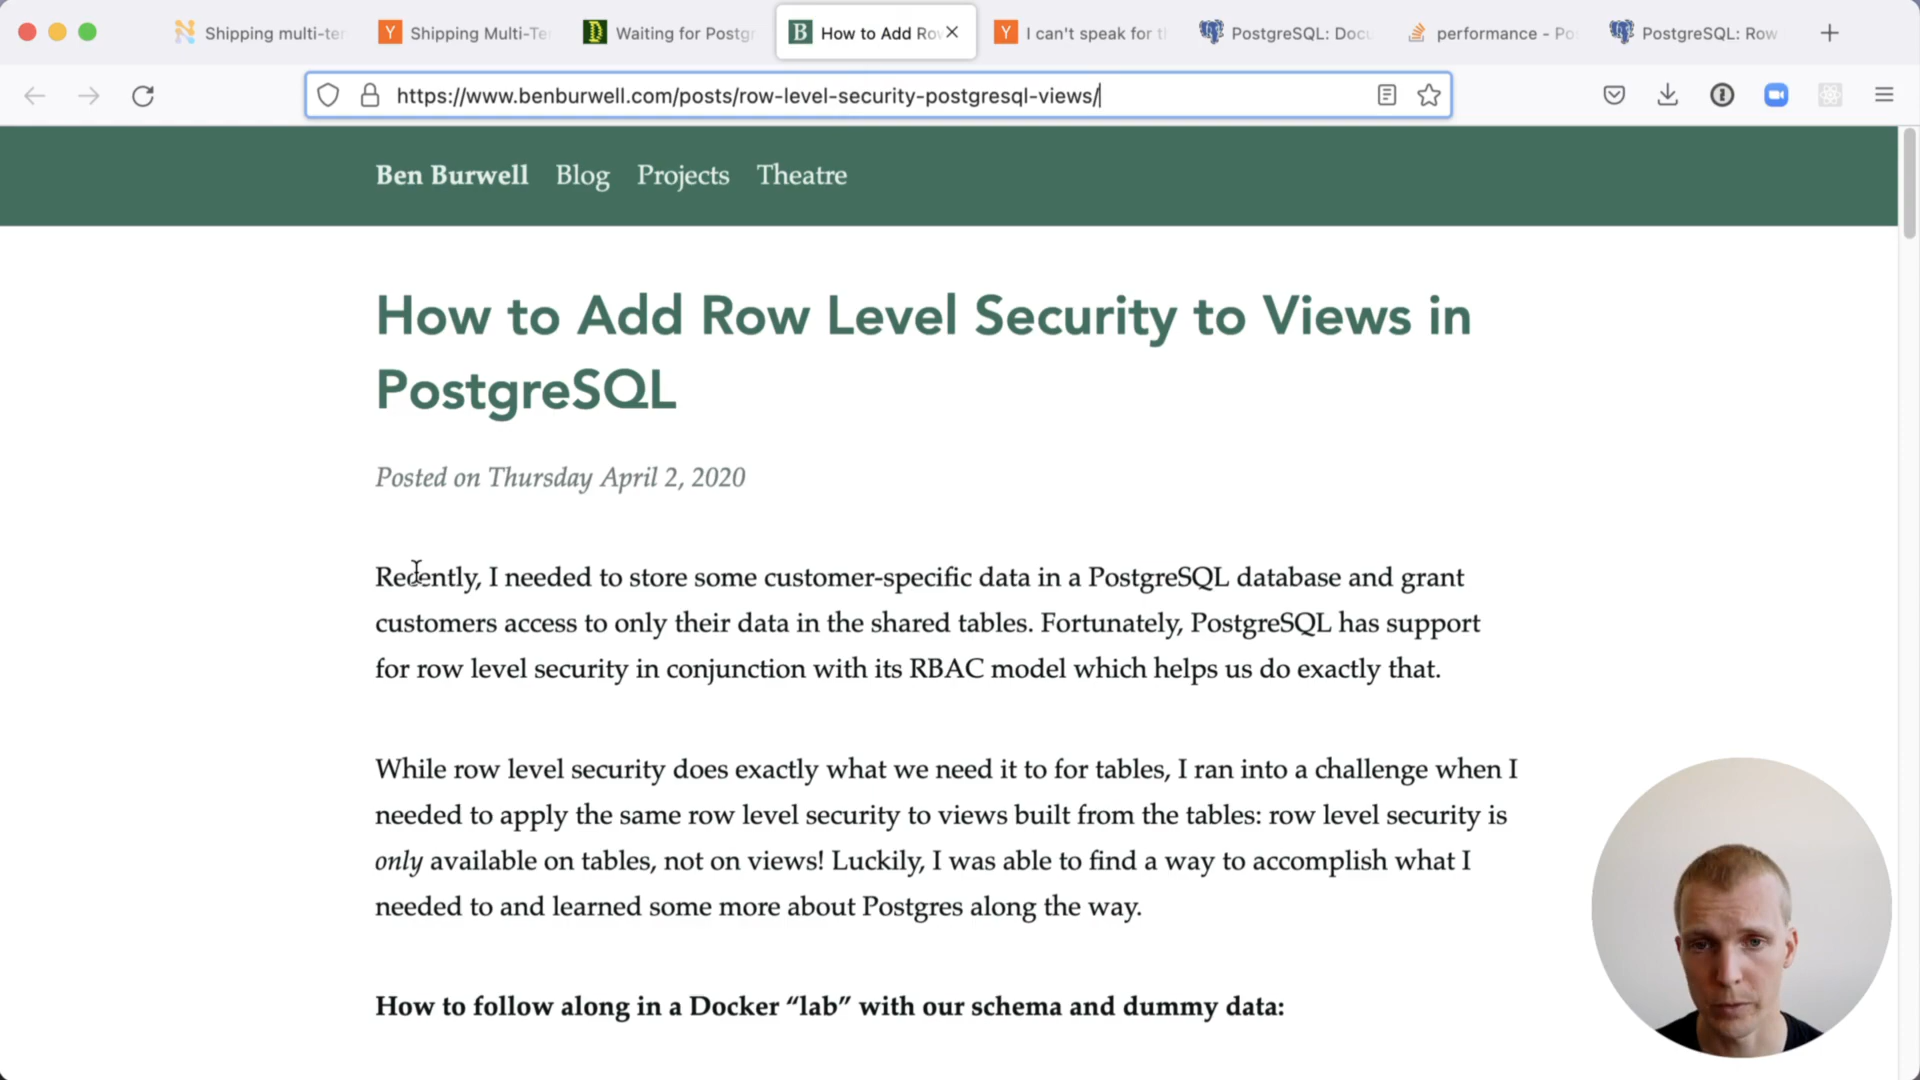 Shipping multi-ter
Shipping Multi-Te
Waiting for Postgr
How to Add Ro
I can't speak for t
PostgreSQL: Docu
performance - Po
PostgreSQL: Row
https://www.benburwell.com/posts/row-level-security-postgresql-views/
Ben Burwell Blog Projects Theatre
How to Add Row Level Security to Views in
PostgreSQL
Posted on Thursday April 2, 2020
Recently, I needed to store some customer-specific data in a PostgreSQL database and grant
customers access to only their data in the shared tables. Fortunately, PostgreSQL has support
for row level security in conjunction with its RBAC model which helps us do exactly that.
While row level security does exactly what we need it to for tables, I ran into a challenge when I
needed to apply the same row level security to views built from the tables: row level security is
only available on tables, not on views! Luckily, I was able to find a way to accomplish what I
needed to and learned some more about Postgres along the way.
How to follow along in a Docker “lab” with our schema and dummy data: